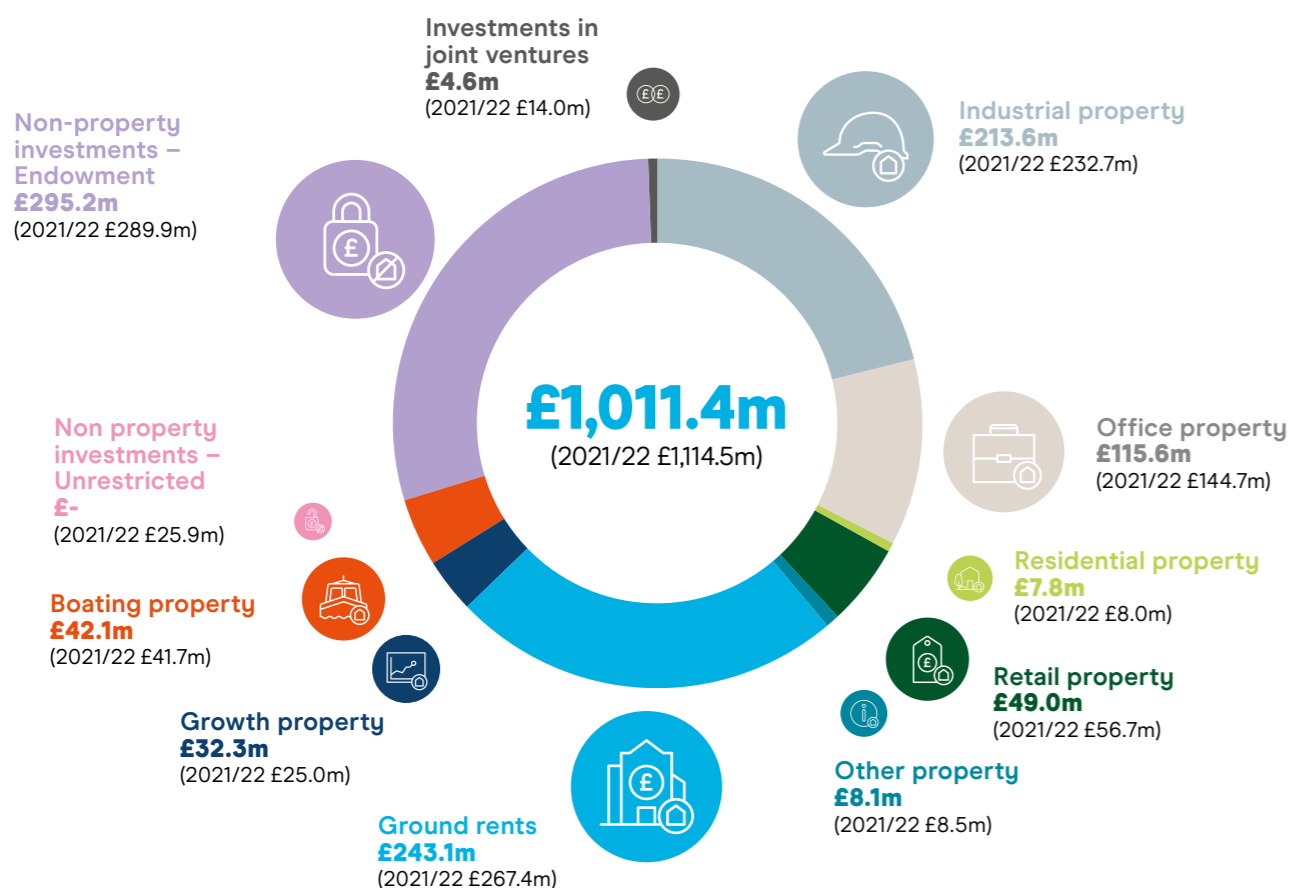 Investments in
joint ventures
£4.6m
(2021/22 £14.0m)
££
Industrial property
£213.6m
(2021/22 £232.7m)
Non-property
investments –
Endowment
£295.2m
(2021/22 £289.9m)
£
£1,011.4m
(2021/22 £1,114.5m)
Office property
£115.6m
(2021/22 £144.7m)
Non property
investments –
Unrestricted
£-
(2021/22 £25.9m)
£
Residential property
£7.8m
(2021/22 £8.0m)
Boating property
£42.1m
(2021/22 £41.7m)
£
Retail property
£49.0m
(2021/22 £56.7m)
Growth property
£32.3m
(2021/22 £25.0m)
£
i
Other property
£8.1m
(2021/22 £8.5m)
Ground rents
£243.1m
(2021/22 £267.4m)